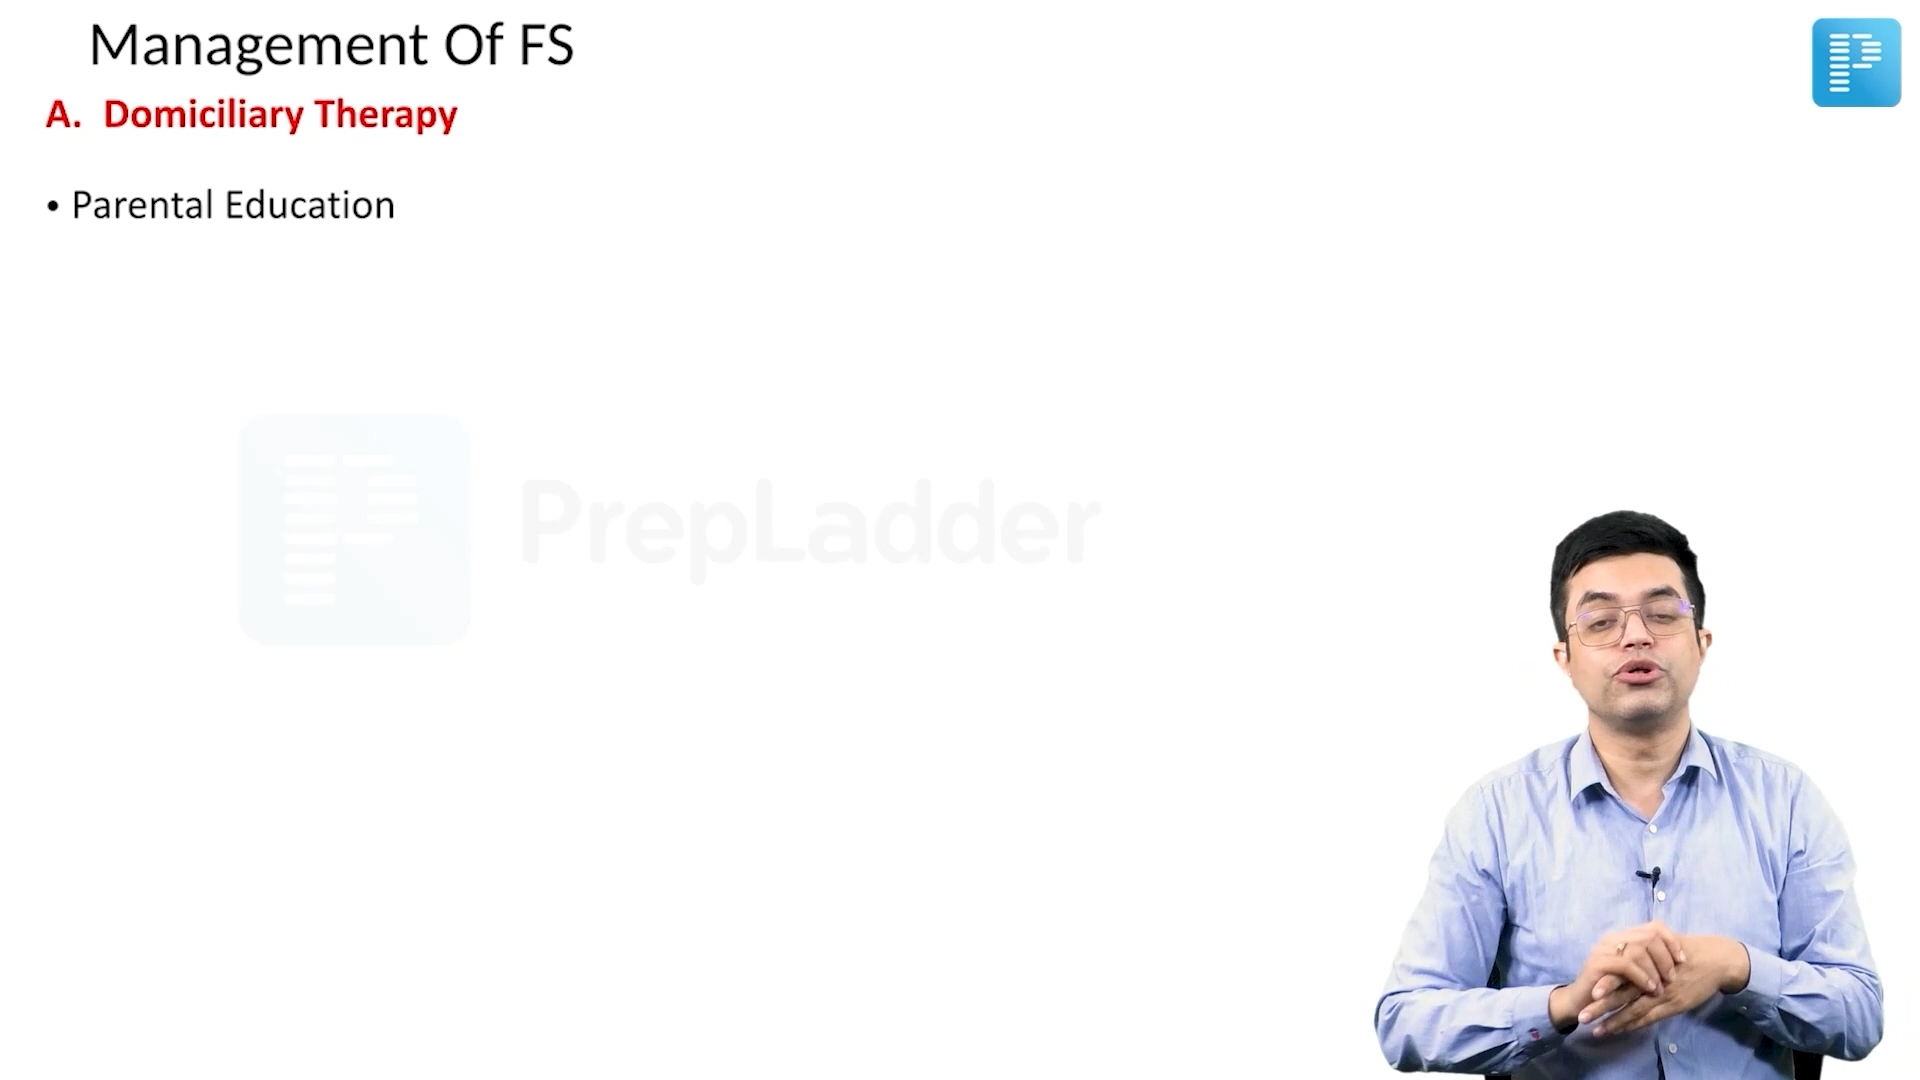 Management Of FS
A. Domiciliary Therapy
• Parental Education
PrepLadder